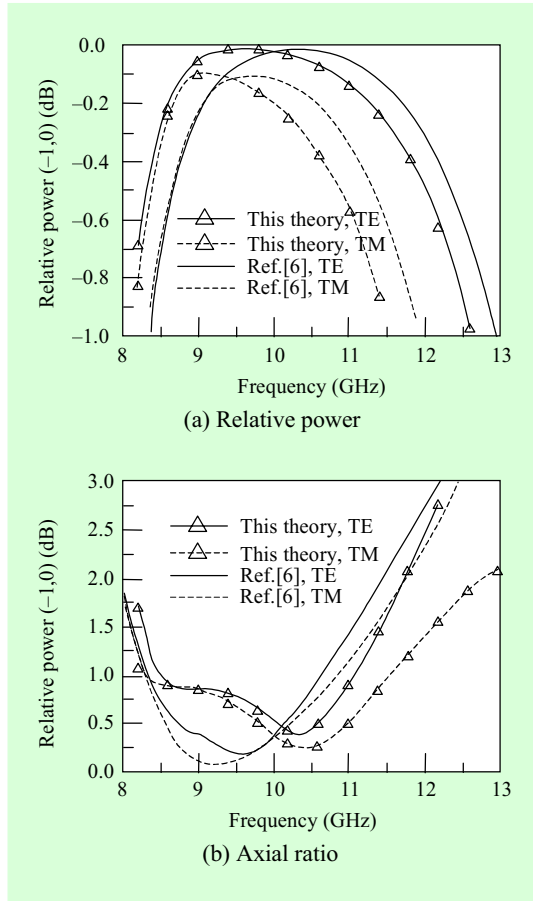 Relative power (–1,0) (dB)
0.0
–0.2
–0.4
–0.6
–0.8
–1.0
This theory, TE
This theory, TM
Ref.[6], TE
Ref.[6], TM
8 9 10 11 12 13
Frequency (GHz)
(a) Relative power
Relative power (–1,0) (dB)
3.0
2.5
2.0
1.5
1.0
0.5
0.0
This theory, TE
This theory, TM
Ref.[6], TE
Ref.[6], TM
8 9 10 11 12 13
Frequency (GHz)
(b) Axial ratio